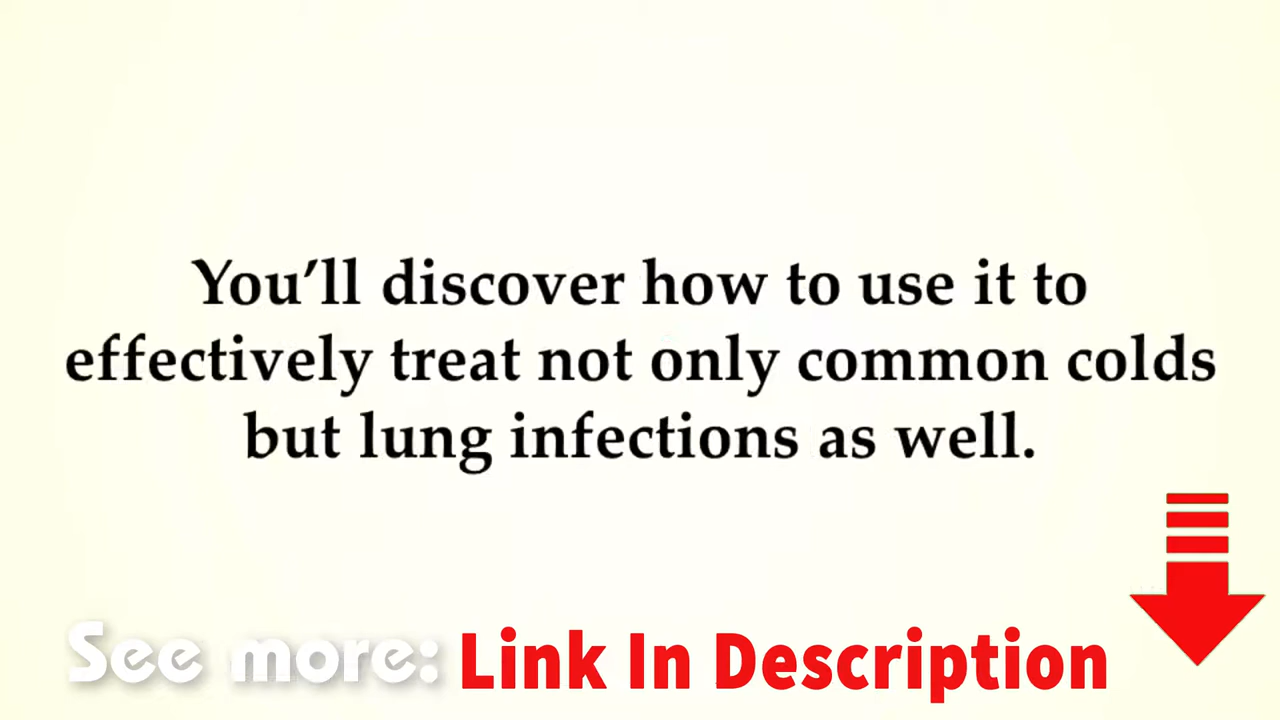 You’ll discover how to use it to
effectively treat not only common colds
but lung infections as well.
See more: Link In Description